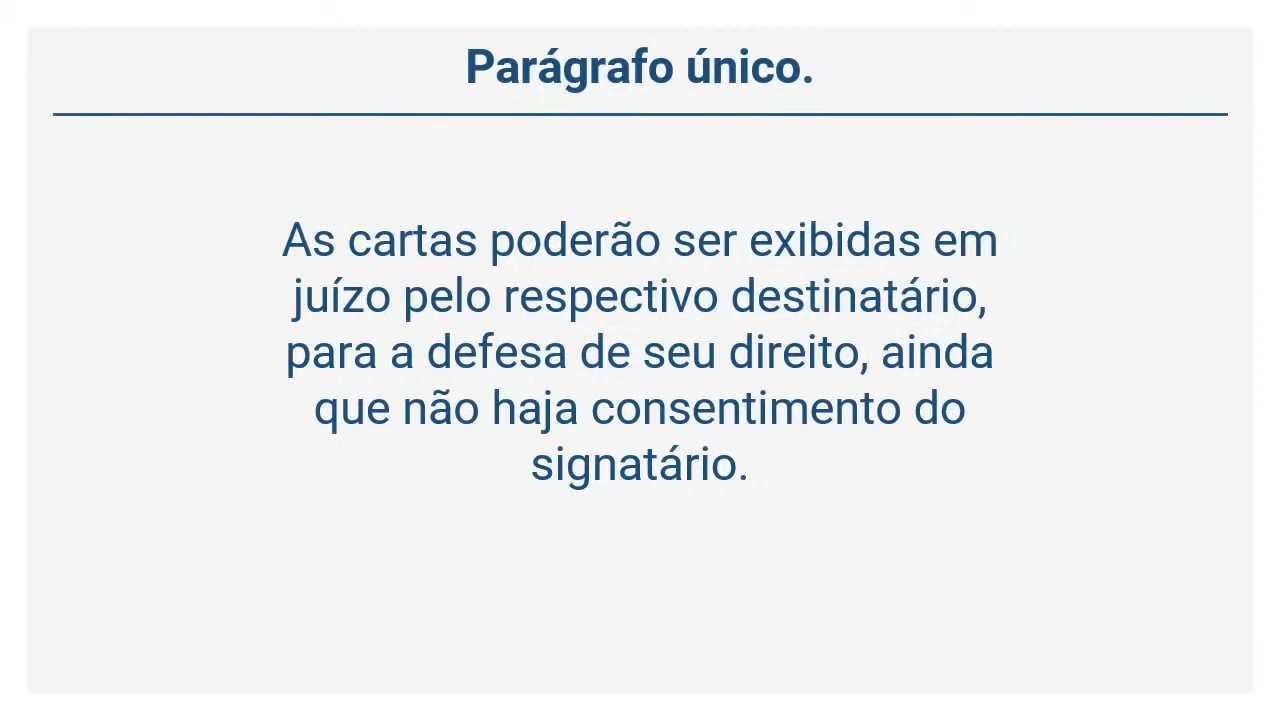 Parágrafo único.
As cartas poderão ser exibidas em
juízo pelo respectivo destinatário,
para a defesa de seu direito, ainda
que não haja consentimento do
signatário.